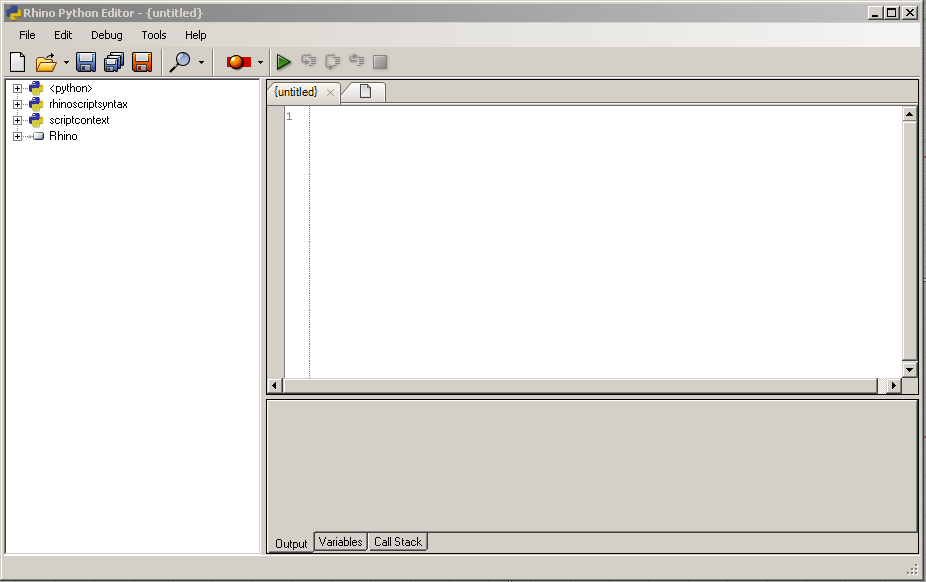 Rhino Python Editor - {untitled}
File Edit Debug Tools Help
<python>
rhinoscriptsyntax
scriptcontext
Rhino
{untitled}
1
Output Variables Call Stack